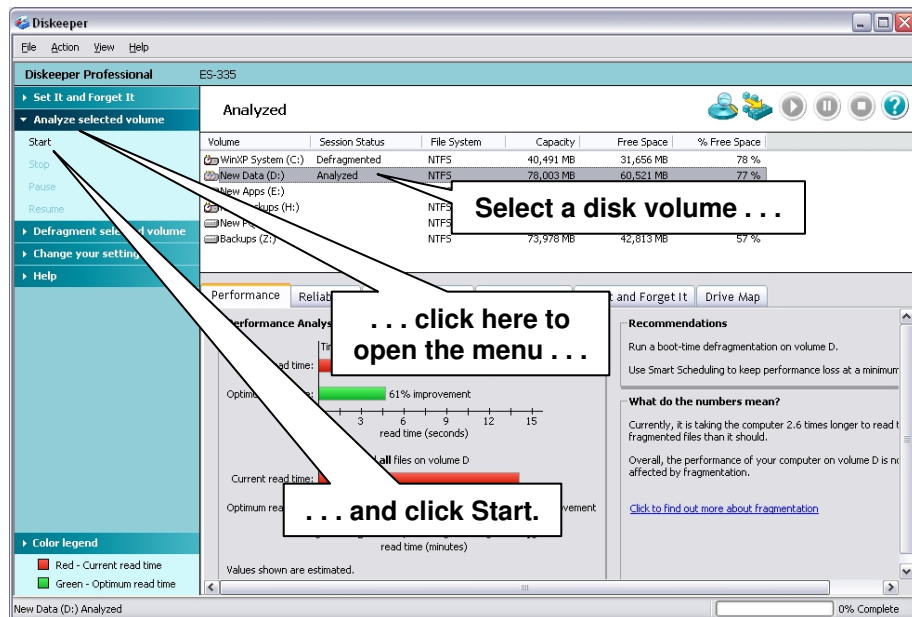 Diskeeper
File Action View Help
Diskeeper Professional ES-335
Set It and Forget It
Analyze selected volume
Start
Stop
Pause
Resume
Defragment selected volume
Change your setting
Help
Analyzed
Volume Session Status File System Capacity Free Space % Free Space
WinXP System (C:) Defragmented NTFS 40,491 MB 31,656 MB 78 %
New Data (D:) Analyzed NTFS 78,003 MB 60,521 MB 77 %
New Apps (E:) NTFS
(H:) NTFS
New NTFS
Backups (Z:) NTFS 73,978 MB 42,813 MB 57 %
Select a disk volume . . .
Performance Reliab t and Forget It Drive Map
. . . click here to
open the menu . . .
Performance Analys
read time:
Optimu
61% improvement
3 6 9 12 15
read time (seconds)
all files on volume D
Current read time:
Optimum rea
vement
. . . and click Start.
read time (minutes)
Values shown are estimated.
Recommendations
Run a boot-time defragmentation on volume D.
Use Smart Scheduling to keep performance loss at a minimum
What do the numbers mean?
Currently, it is taking the computer 2.6 times longer to read t
fragmented files than it should.
Overall, the performance of your computer on volume D is no
affected by fragmentation.
Click to find out more about fragmentation
Color legend
Red - Current read time
Green - Optimum read time
New Data (D:) Analyzed 0% Complete